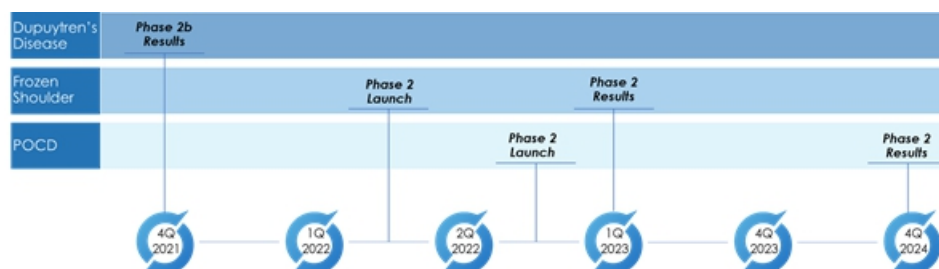 Dupuytren's
Disease
Phase 2b
Results
Frozen
Shoulder
Phase 2
Launch
Phase 2
Results
POCD
Phase 2
Launch
Phase 2
Results
4Q
2021
1Q
2022
2Q
2022
1Q
2023
4Q
2023
4Q
2024